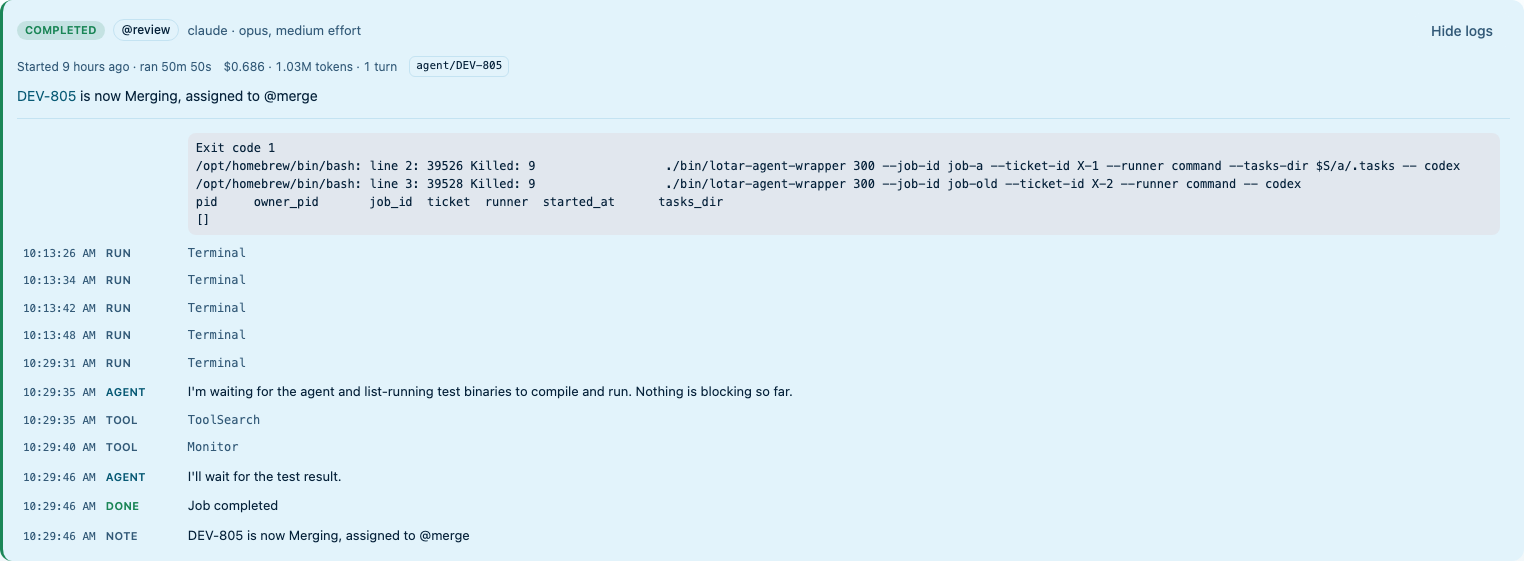 COMPLETED @review claude · opus, medium effort Hide logs
Started 9 hours ago · ran 50m 50s $0.686 · 1.03M tokens · 1 turn agent/DEV-805
DEV-805 is now Merging, assigned to @merge
Exit code 1
/opt/homebrew/bin/bash: line 2: 39526 Killed: 9 ./bin/lotar-agent-wrapper 300 --job-id job-a --ticket-id X-1 --runner command --tasks-dir $S/a/.tasks -- codex
/opt/homebrew/bin/bash: line 3: 39528 Killed: 9 ./bin/lotar-agent-wrapper 300 --job-id job-old --ticket-id X-2 --runner command -- codex
pid owner_pid job_id ticket runner started_at tasks_dir
[]
10:13:26 AM RUN Terminal
10:13:34 AM RUN Terminal
10:13:42 AM RUN Terminal
10:13:48 AM RUN Terminal
10:29:31 AM RUN Terminal
10:29:35 AM AGENT I'm waiting for the agent and list-running test binaries to compile and run. Nothing is blocking so far.
10:29:35 AM TOOL ToolSearch
10:29:40 AM TOOL Monitor
10:29:46 AM AGENT I'll wait for the test result.
10:29:46 AM DONE Job completed
10:29:46 AM NOTE DEV-805 is now Merging, assigned to @merge